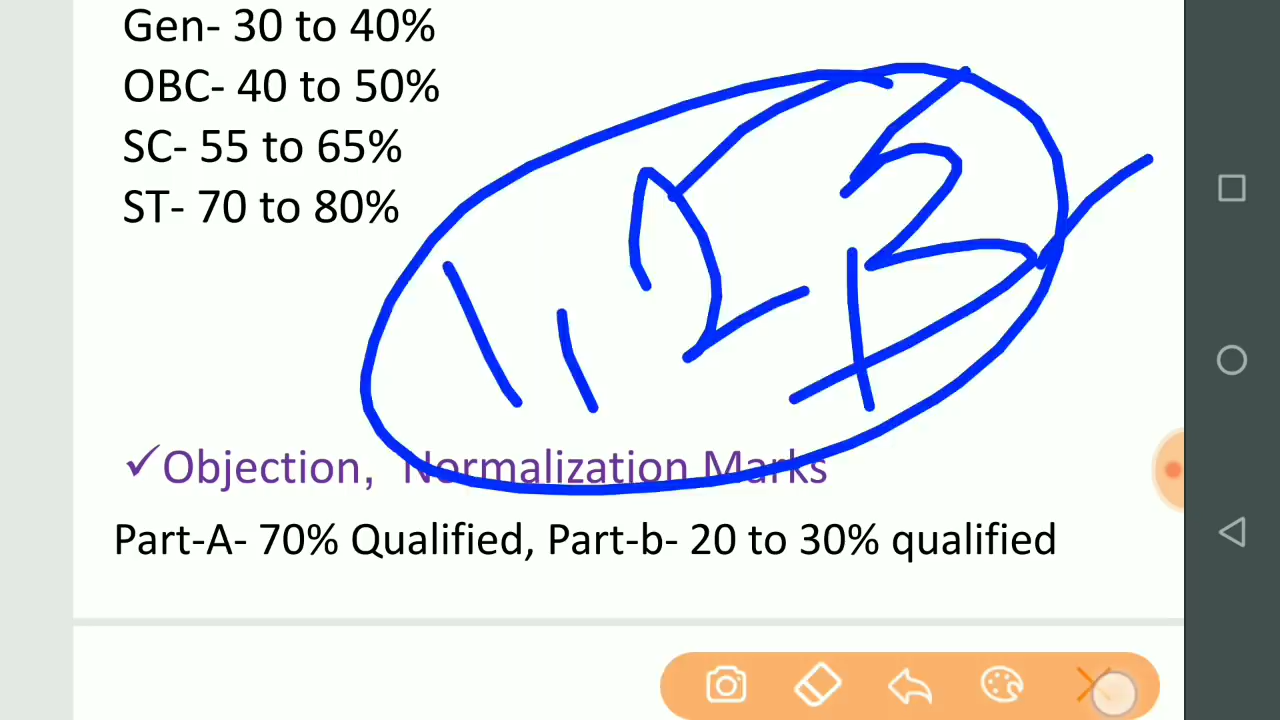 Gen- 30 to 40%
OBC- 40 to 50%
SC- 55 to 65%
ST- 70 to 80%
1, 2
✓Objection, Normalization Marks
Part-A- 70% Qualified, Part-b- 20 to 30% qualified